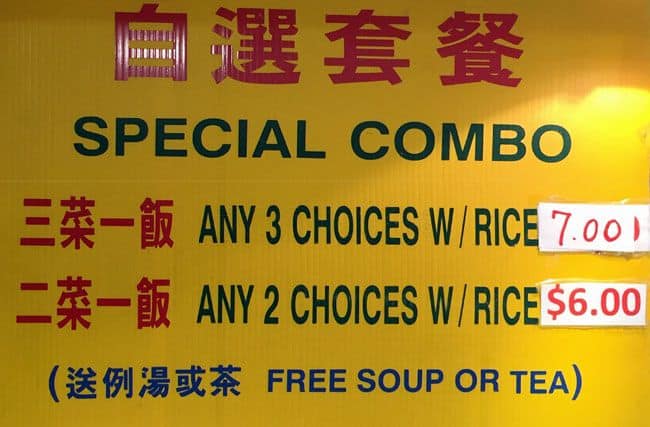 自選套餐
SPECIAL COMBO
三菜一飯 ANY 3 CHOICES W/RICE 7.00
二菜一飯 ANY 2 CHOICES W/RICE $6.00
(送例湯或茶 FREE SOUP OR TEA)